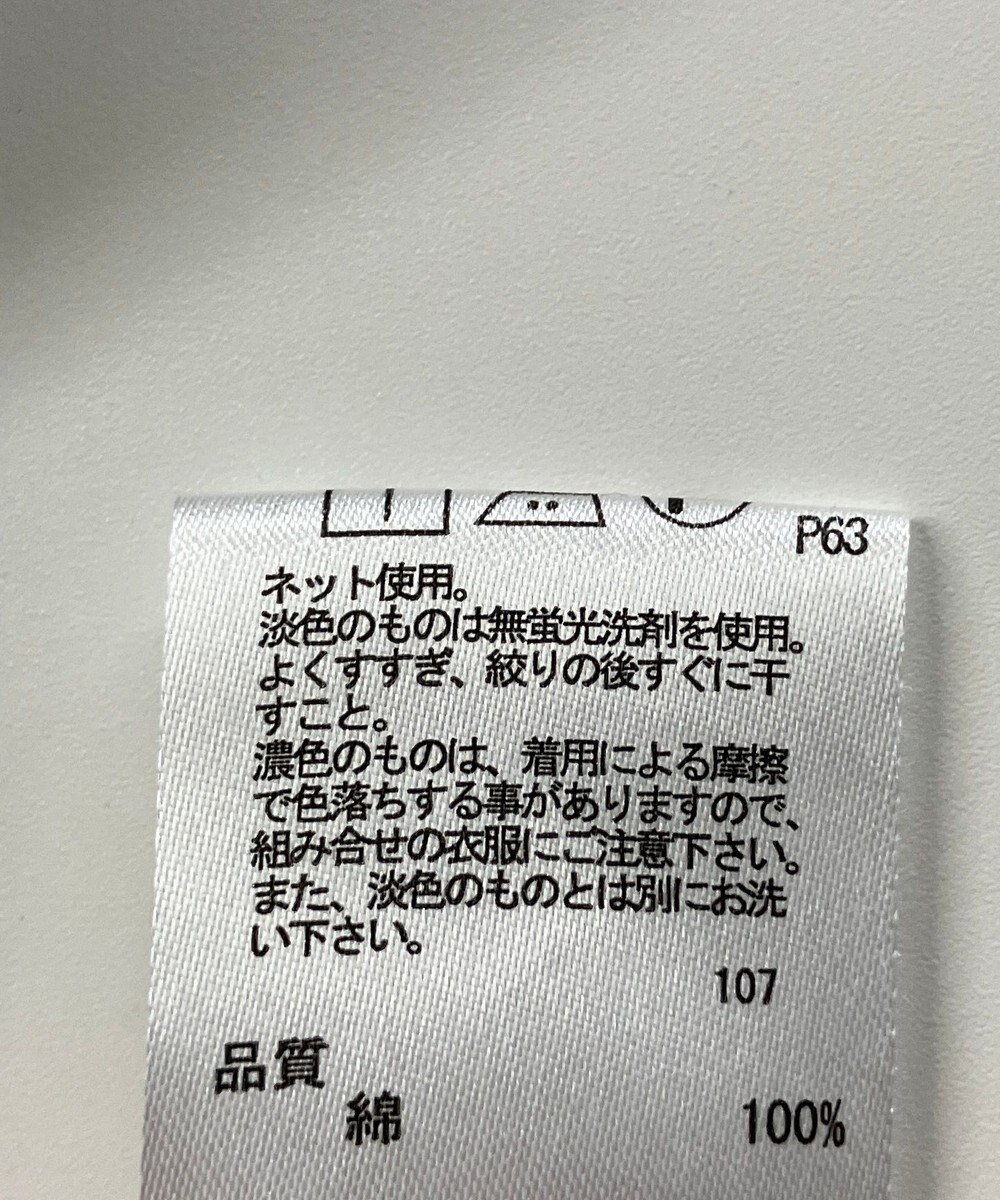 P63
ネット使用。
淡色のものは無蛍光洗剤を使用。
よくすすぎ、絞りの後すぐに干
すこと。
濃色のものは、着用による摩擦
で色落ちする事がありますので、
組み合せの衣服にご注意下さい。
また、淡色のものとは別にお洗
い下さい。
107
品質
綿 100%